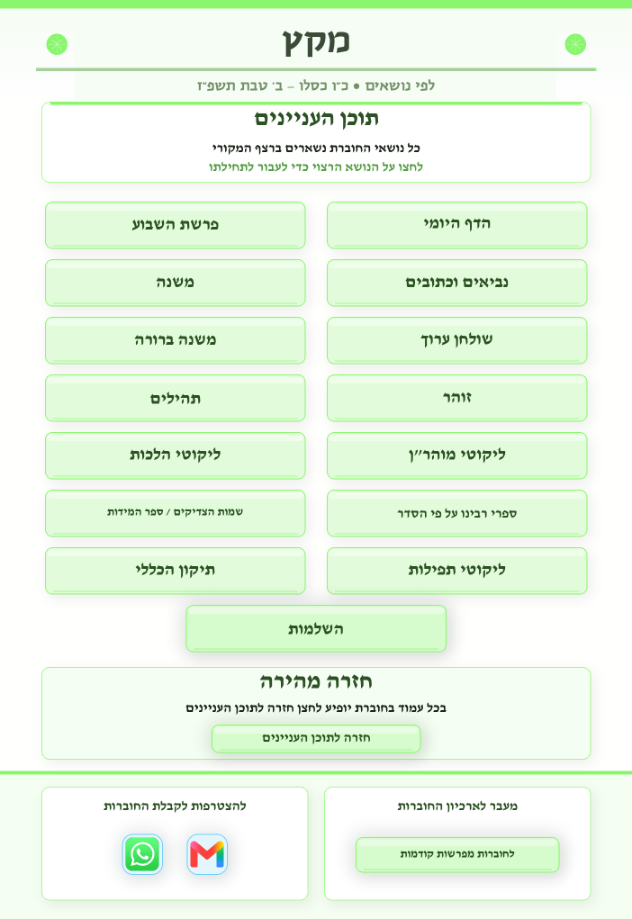 מקץ
לפי נושאים • כ״ו כסלו – ב׳ טבת תשפ״ז
תוכן העניינים
כל נושאי החוברת נשארים ברצף המקורי
לחצו על הנושא הרצוי כדי לעבור לתחילתו
הדף היומי
פרשת השבוע
נביאים וכתובים
משנה
שולחן ערוך
משנה ברורה
זוהר
תהילים
ליקוטי מוהר״ן
ליקוטי הלכות
ספרי רבינו על פי הסדר
שמות הצדיקים / ספר המידות
ליקוטי תפילות
תיקון הכללי
השלמות
חזרה מהירה
בכל עמוד בחוברת יופיע לחצן חזרה לתוכן העניינים
חזרה לתוכן העניינים
מעבר לארכיון החוברות
לחוברות מפרשות קודמות
להצטרפות לקבלת החוברות